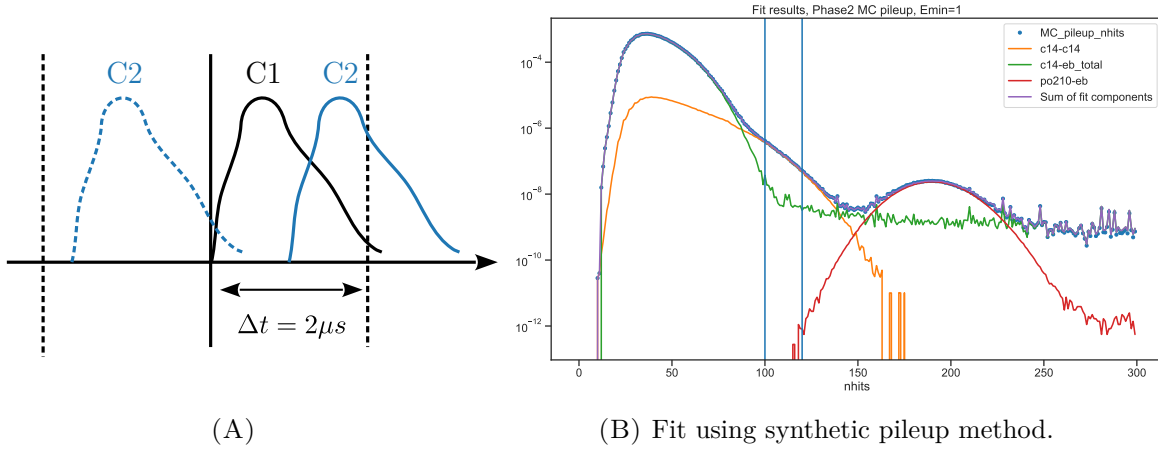 C2
C1
C2
Δt = 2μs
(A)
Fit results, Phase2 MC pileup, Emin=1
MC_pileup_nhits
c14-c14
c14-eb_total
po210-eb
Sum of fit components
10⁻⁴
10⁻⁶
10⁻⁸
10⁻¹⁰
10⁻¹²
0 50 100 150 200 250 300
nhits
(B) Fit using synthetic pileup method.